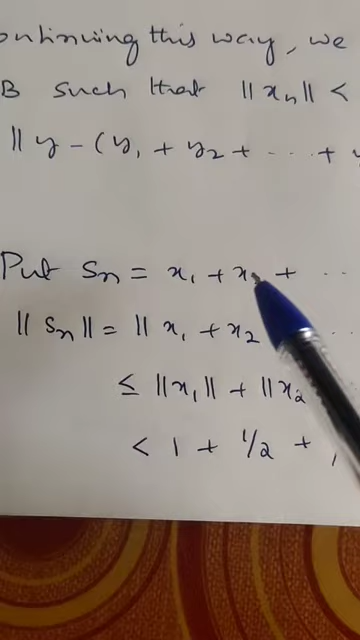 ontinuing this way, we
B such that ||xn|| <
|| y - (y1 + y2 + ... + y
Put Sn = x1 + x2 + ...
|| Sn || = || x1 + x2 ..
≤ ||x1|| + ||x2
< 1 + 1/2 +